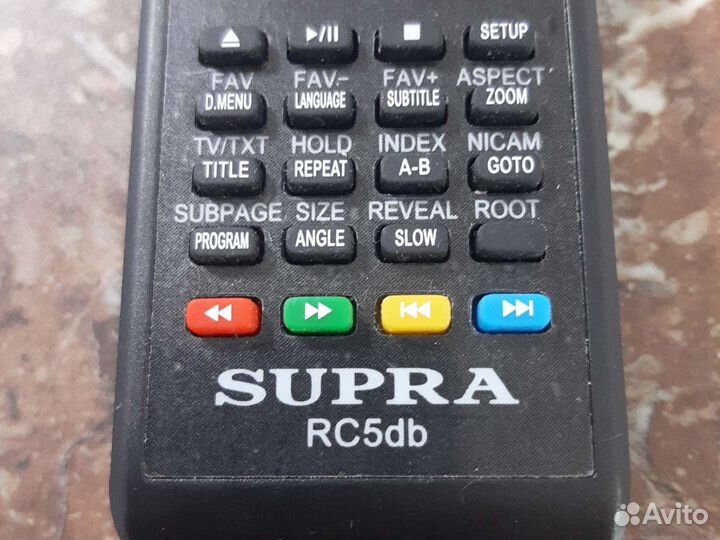 SETUP
FAV FAV- FAV+ ASPECT
D.MENU LANGUAGE SUBTITLE ZOOM
TV/TXT HOLD INDEX NICAM
TITLE REPEAT A-B GOTO
SUBPAGE SIZE REVEAL ROOT
PROGRAM ANGLE SLOW
SUPRA
RC5db
Avito